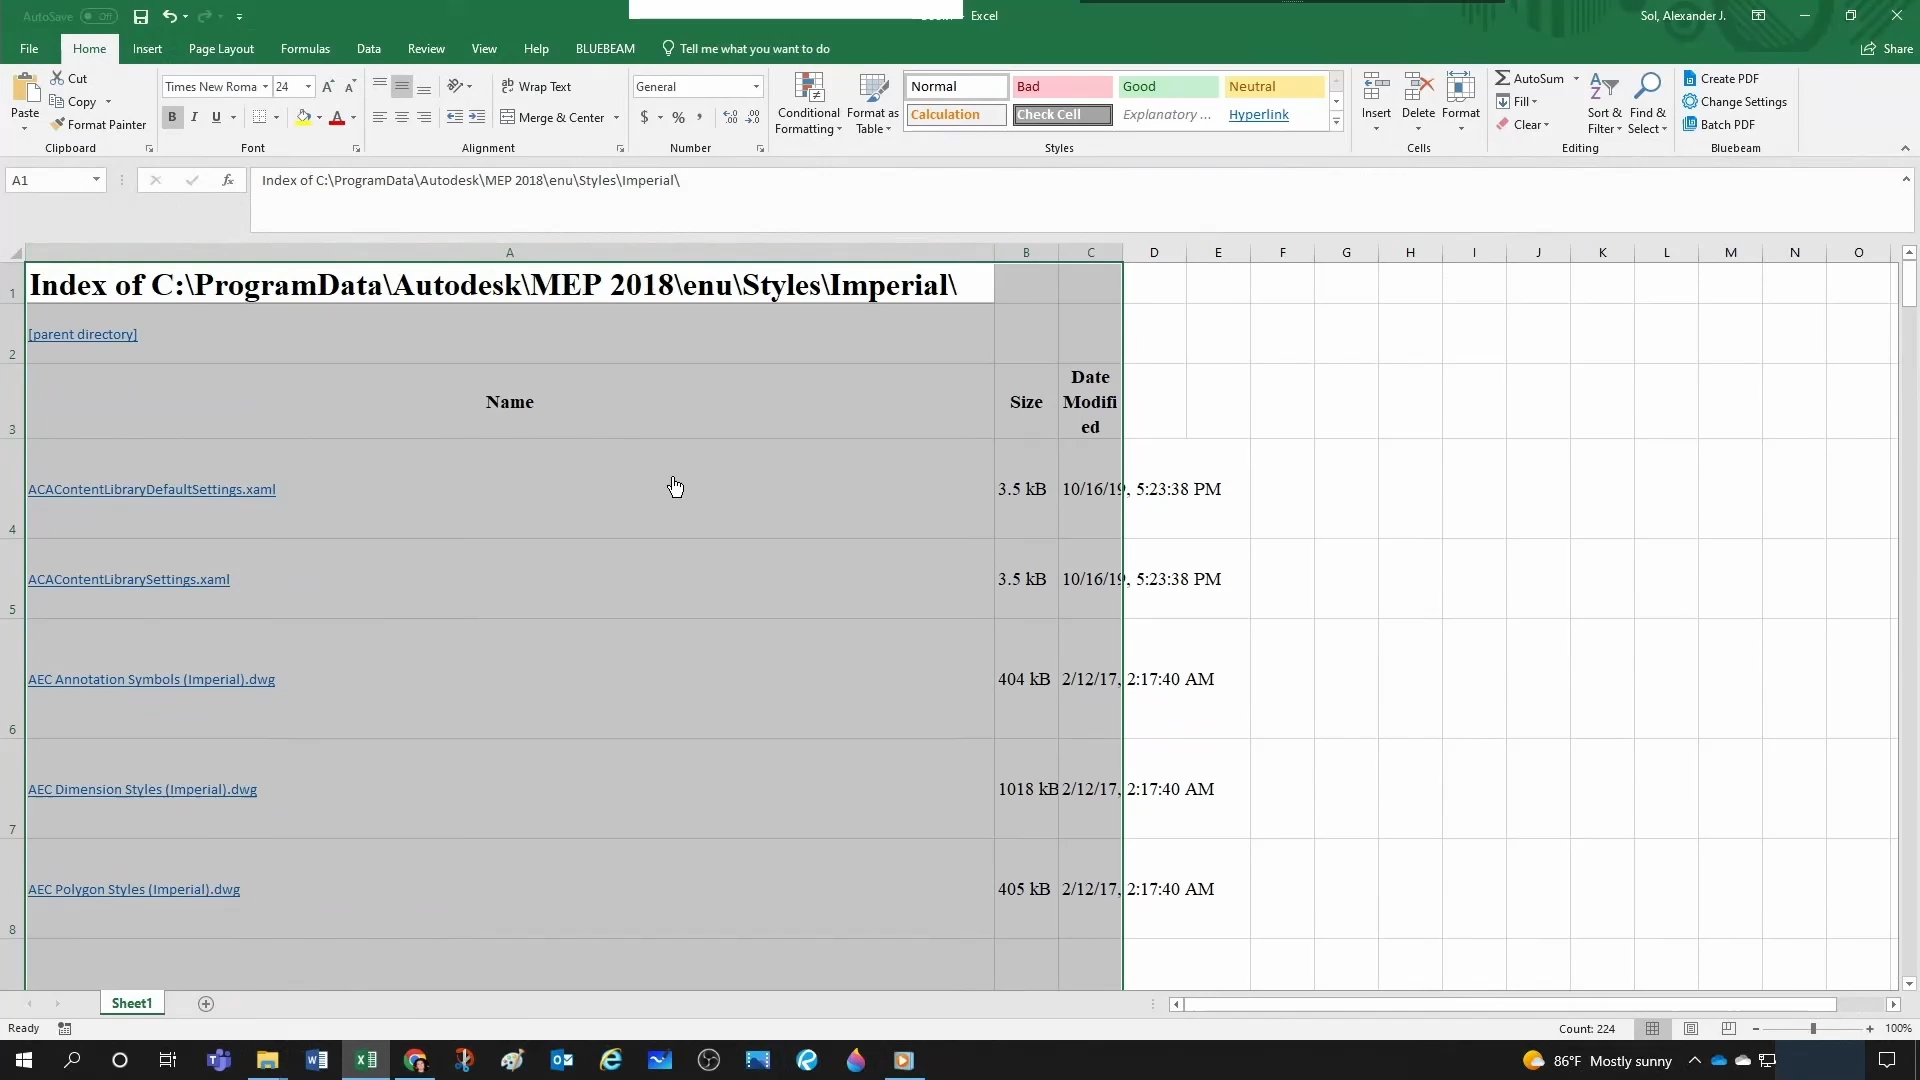 AutoSave Off
Excel
Sol, Alexander J.
File Home Insert Page Layout Formulas Data Review View Help BLUEBEAM Tell me what you want to do
Share
Paste
Cut
Copy
Format Painter
Clipboard
Times New Roma 24
B I U
Font
Wrap Text
Merge & Center
Alignment
General
$ % ,
Number
Conditional Formatting
Format as Table
Normal Bad Good Neutral
Calculation Check Cell Explanatory ... Hyperlink
Styles
Insert Delete Format
Cells
AutoSum
Fill
Clear
Sort & Filter
Find & Select
Editing
Create PDF
Change Settings
Batch PDF
Bluebeam
A1
fx
Index of C:\ProgramData\Autodesk\MEP 2018\enu\Styles\Imperial\
A B C D E F G H I J K L M N O
1 Index of C:\ProgramData\Autodesk\MEP 2018\enu\Styles\Imperial\
2 [parent directory]
3 Name Size Date Modified
4 ACAContentLibraryDefaultSettings.xaml 3.5 kB 10/16/19, 5:23:38 PM
5 ACAContentLibrarySettings.xaml 3.5 kB 10/16/19, 5:23:38 PM
6 AEC Annotation Symbols (Imperial).dwg 404 kB 2/12/17, 2:17:40 AM
7 AEC Dimension Styles (Imperial).dwg 1018 kB 2/12/17, 2:17:40 AM
8 AEC Polygon Styles (Imperial).dwg 405 kB 2/12/17, 2:17:40 AM
Sheet1
Ready
Count: 224
100%
86°F Mostly sunny